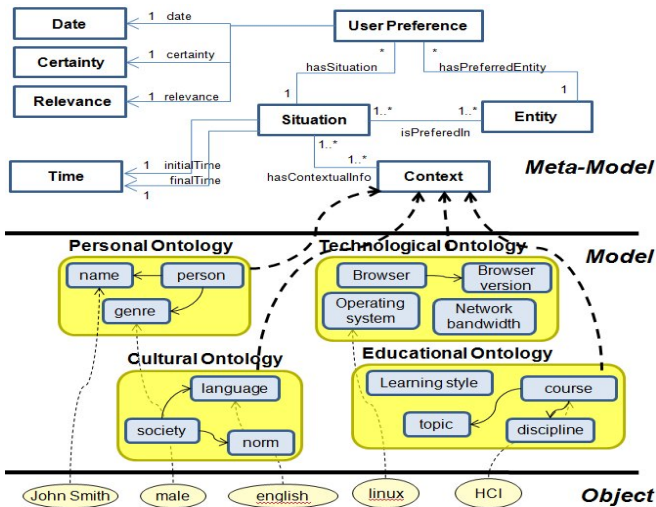 Date
1 date
User Preference
Certainty
1 certainty
*
*
hasSituation
hasPreferredEntity
Relevance
1 relevance
1
1
Situation
1..*
1..*
Entity
isPreferedIn
1..*
Time
1 initialTime
1..*
finalTime
hasContextualInfo
Context
Meta-Model
1
Personal Ontology
Technological Ontology
Model
name
person
Browser
Browser
version
genre
Operating
system
Network
bandwidth
Cultural Ontology
Educational Ontology
language
Learning style
course
society
topic
discipline
norm
John Smith
male
english
linux
HCI
Object